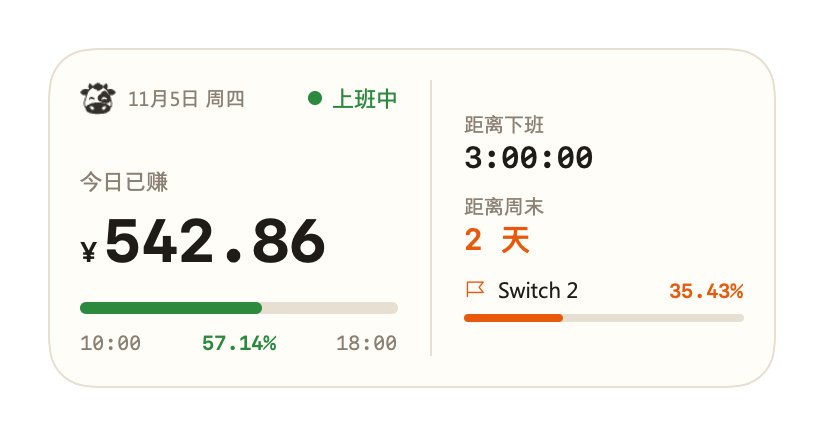 11月5日 周四
上班中
今日已赚
¥542.86
10:00 57.14% 18:00
距离下班
3:00:00
距离周末
2 天
Switch 2 35.43%